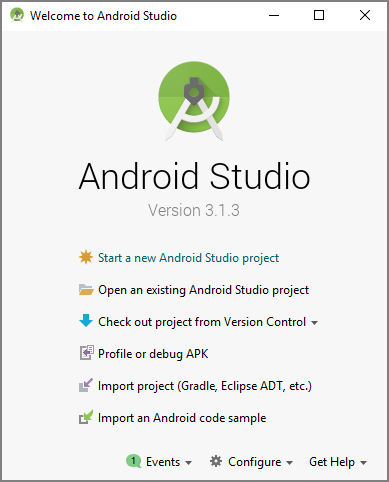 Welcome to Android Studio
Android Studio
Version 3.1.3
Start a new Android Studio project
Open an existing Android Studio project
Check out project from Version Control
Profile or debug APK
Import project (Gradle, Eclipse ADT, etc.)
Import an Android code sample
1 Events Configure Get Help